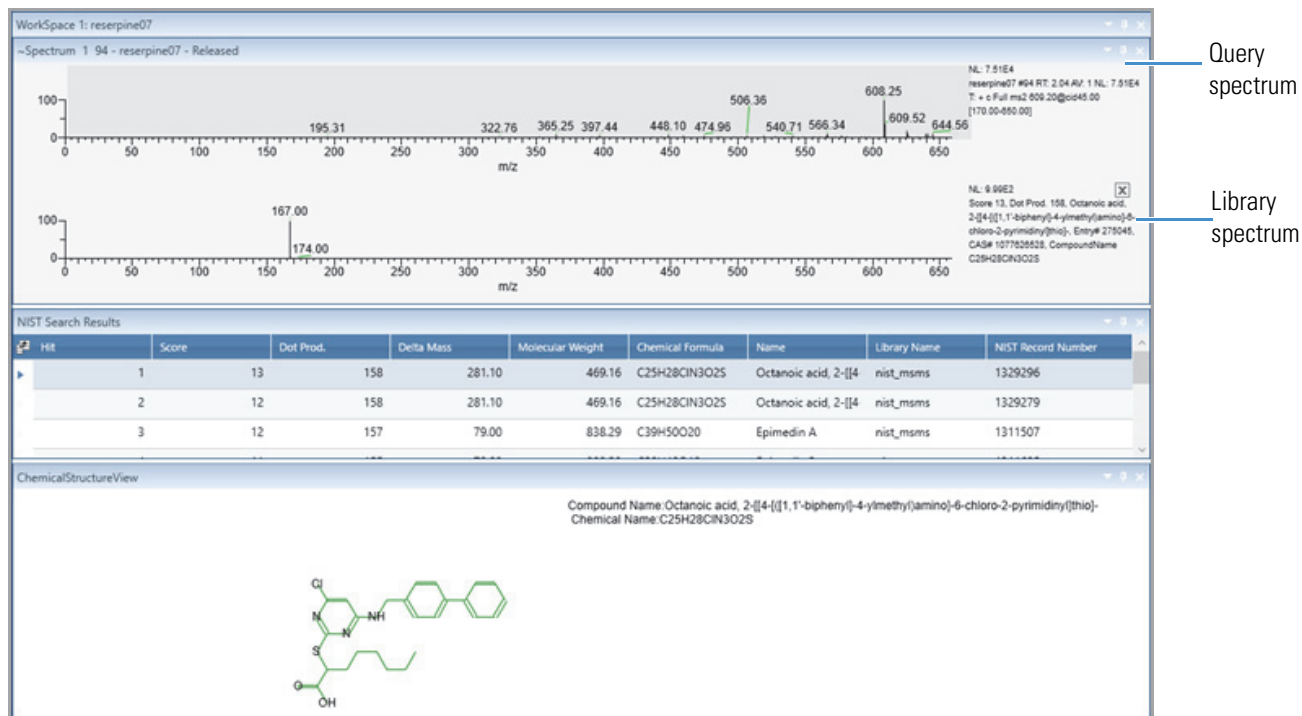 WorkSpace 1: reserpine07
~Spectrum 1 94 - reserpine07 - Released
Query
spectrum
NL: 7.51E4
reserpine07 #94 RT: 2.04 AV: 1 NL: 7.51E4
T: + c Full ms2 609.20@cid45.00
[170.00-650.00]
100
0
195.31 322.76 365.25 397.44 448.10 474.96 506.36 540.71 566.34 608.25 609.52 644.56
0 50 100 150 200 250 300 350 400 450 500 550 600 650
m/z
Library
spectrum
NL: 9.99E2
X
Score 13, Dot Prod. 158, Octanoic acid,
2-[[4-[([1,1'-biphenyl]-4-ylmethyl)amino]-6-
chloro-2-pyrimidinyl]thio]-, Entry# 275045,
CAS# 1077626528, CompoundName
C25H28ClN3O2S
100
0
167.00
174.00
0 50 100 150 200 250 300 350 400 450 500 550 600 650
m/z
NIST Search Results
Hit Score Dot Prod. Delta Mass Molecular Weight Chemical Formula Name Library Name NIST Record Number
1 13 158 281.10 469.16 C25H28ClN3O2S Octanoic acid, 2-[[4 nist_msms 1329296
2 12 158 281.10 469.16 C25H28ClN3O2S Octanoic acid, 2-[[4 nist_msms 1329279
3 12 157 79.00 838.29 C39H50O20 Epimedin A nist_msms 1311507
ChemicalStructureView
Compound Name:Octanoic acid, 2-[[4-[([1,1'-biphenyl]-4-ylmethyl)amino]-6-chloro-2-pyrimidinyl]thio]-
Chemical Name:C25H28ClN3O2S
Cl
N
NH
N
S
O
OH